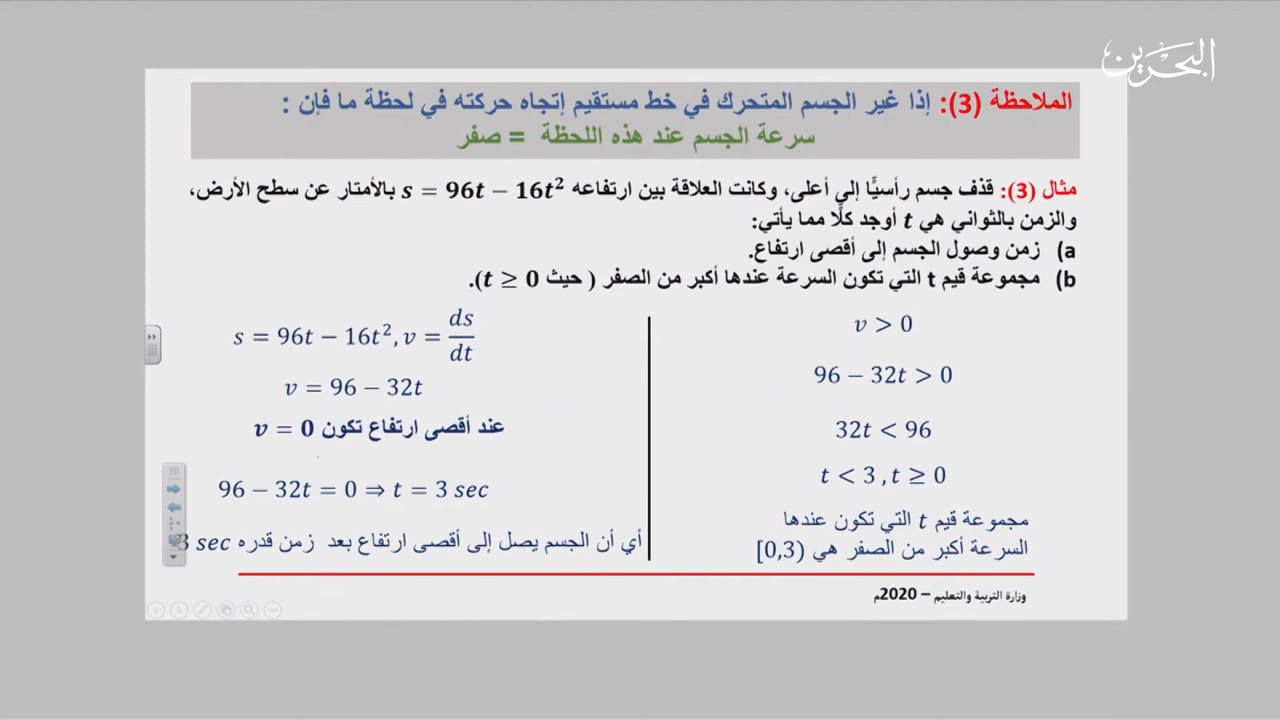 البحرين
الملاحظة (3): إذا غير الجسم المتحرك في خط مستقيم إتجاه حركته في لحظة ما فإن :
سرعة الجسم عند هذه اللحظة = صفر
مثال (3): قذف جسم رأسيًّا إلى أعلى، وكانت العلاقة بين ارتفاعه s = 96t − 16t² بالأمتار عن سطح الأرض،
والزمن بالثواني هي t أوجد كلًا مما يأتي:
a) زمن وصول الجسم إلى أقصى ارتفاع.
b) مجموعة قيم t التي تكون السرعة عندها أكبر من الصفر ( حيث t ≥ 0).
v > 0
96 − 32t > 0
32t < 96
t < 3 , t ≥ 0
مجموعة قيم t التي تكون عندها
السرعة أكبر من الصفر هي [0,3)
s = 96t − 16t², v = ds/dt
v = 96 − 32t
عند أقصى ارتفاع تكون v = 0
96 − 32t = 0 ⇒ t = 3 sec
أي أن الجسم يصل إلى أقصى ارتفاع بعد زمن قدره 3 sec
وزارة التربية والتعليم – 2020م